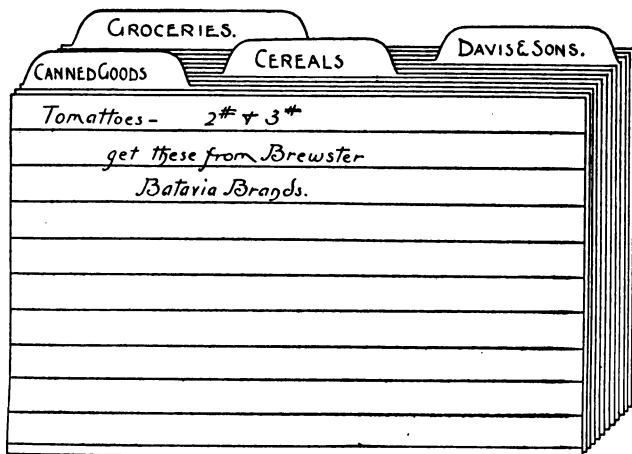 GROCERIES.
DAVIS & SONS.
CEREALS
CANNED GOODS
Tomattoes - 2# & 3#
get these from Brewster
Batavia Brands.